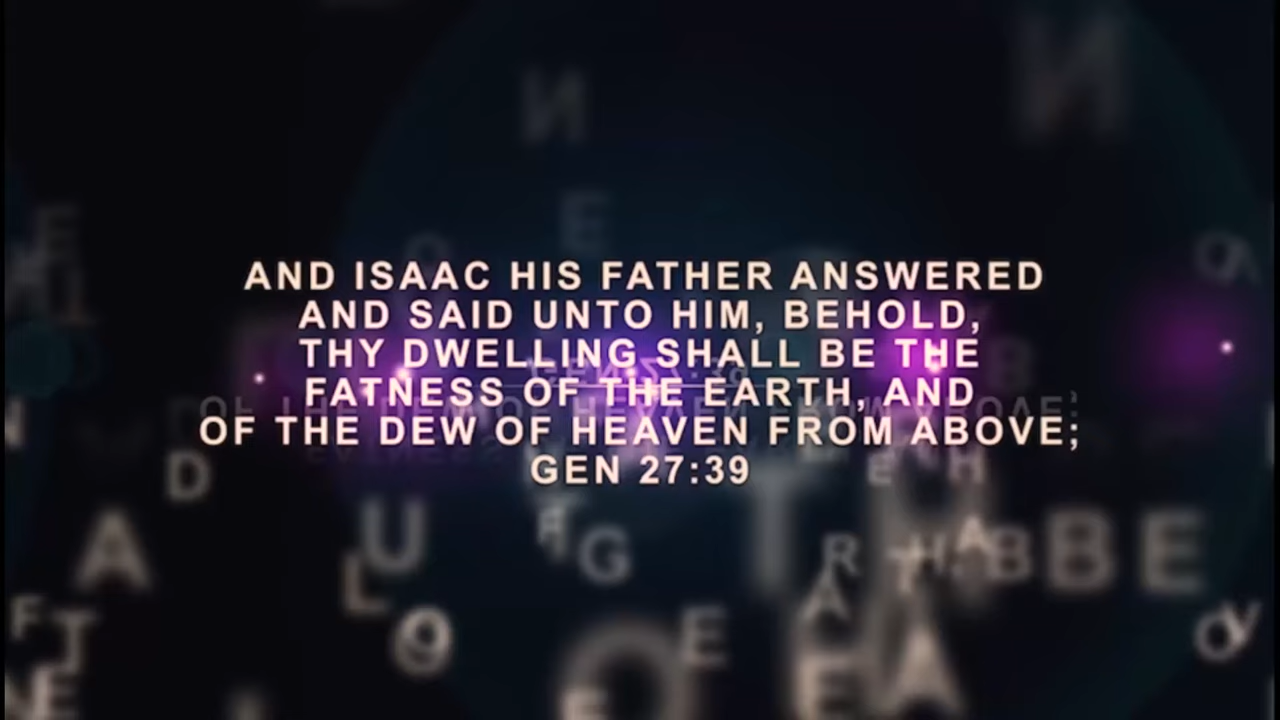 AND ISAAC HIS FATHER ANSWERED
AND SAID UNTO HIM, BEHOLD,
THY DWELLING SHALL BE THE
FATNESS OF THE EARTH, AND
OF THE DEW OF HEAVEN FROM ABOVE;
GEN 27:39